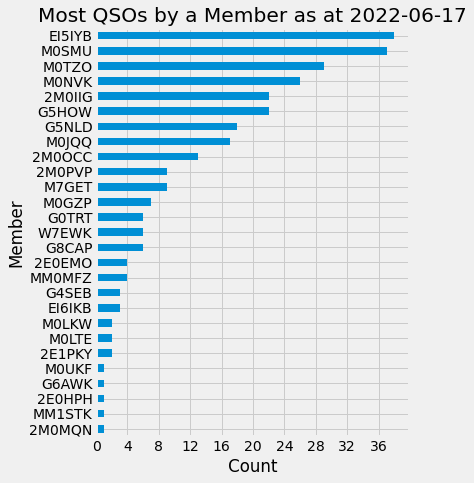 Most QSOs by a Member as at 2022-06-17
EI5IYB
M0SMU
M0TZO
M0NVK
2M0IIG
G5HOW
G5NLD
M0JQQ
2M0OCC
2M0PVP
M7GET
M0GZP
G0TRT
W7EWK
G8CAP
2E0EMO
MM0MFZ
G4SEB
EI6IKB
M0LKW
M0LTE
2E1PKY
M0UKF
G6AWK
2E0HPH
MM1STK
2M0MQN
Member
0 4 8 12 16 20 24 28 32 36
Count